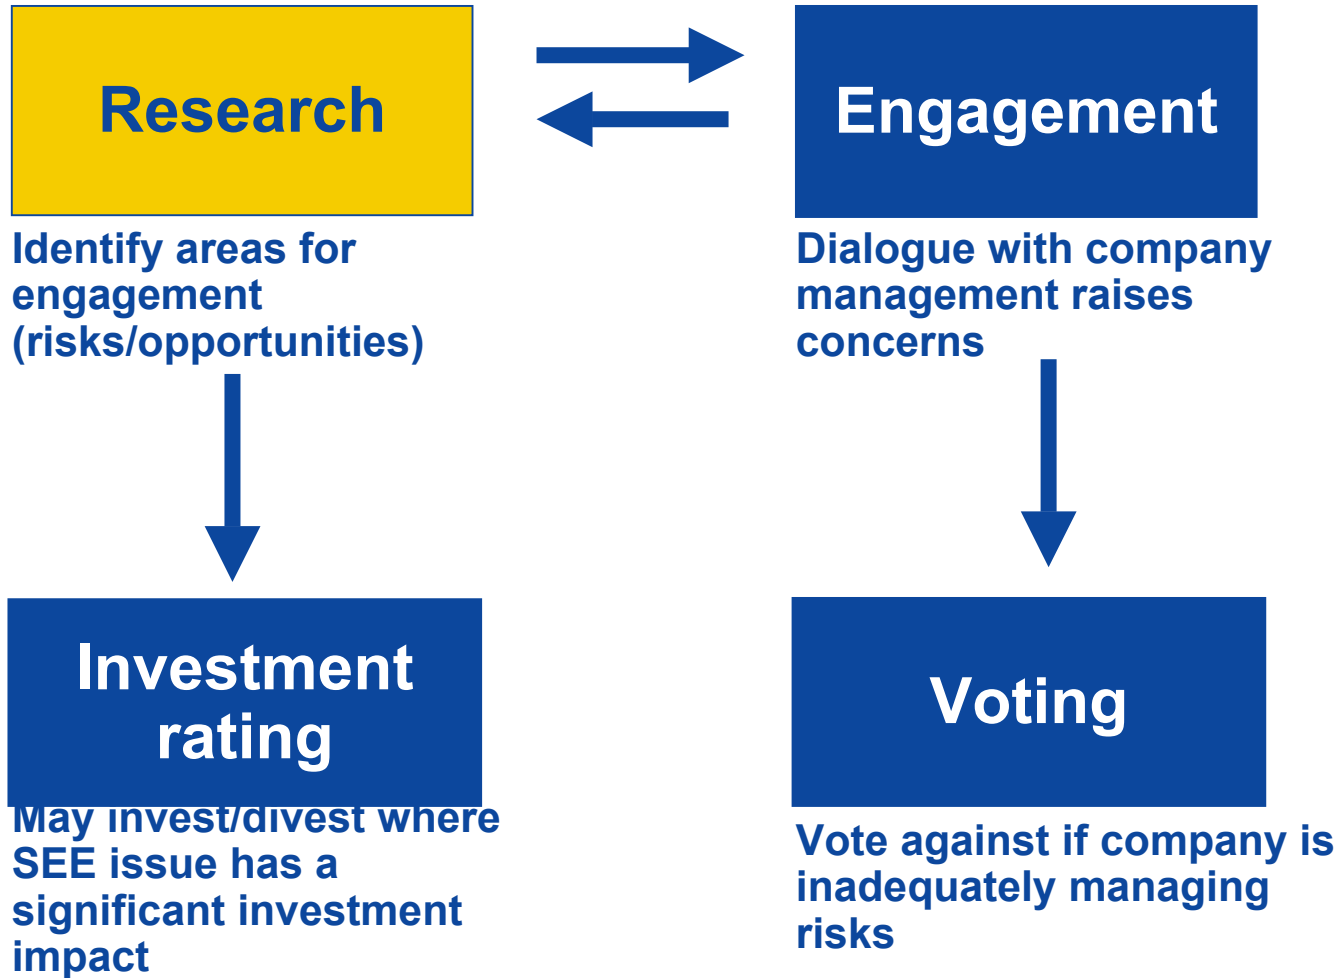 Research
Engagement
Identify areas for
engagement
(risks/opportunities)
Dialogue with company
management raises
concerns
Investment
rating
Voting
May invest/divest where
SEE issue has a
significant investment
impact
Vote against if company is
inadequately managing
risks